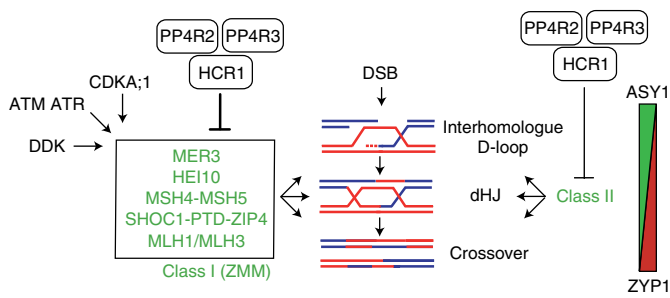 PP4R2 PP4R3
HCR1
CDKA;1
ATM ATR
DDK
MER3
HEI10
MSH4-MSH5
SHOC1-PTD-ZIP4
MLH1/MLH3
Class I (ZMM)
DSB
Interhomologue
D-loop
dHJ
Crossover
PP4R2 PP4R3
HCR1
Class II
ASY1
ZYP1